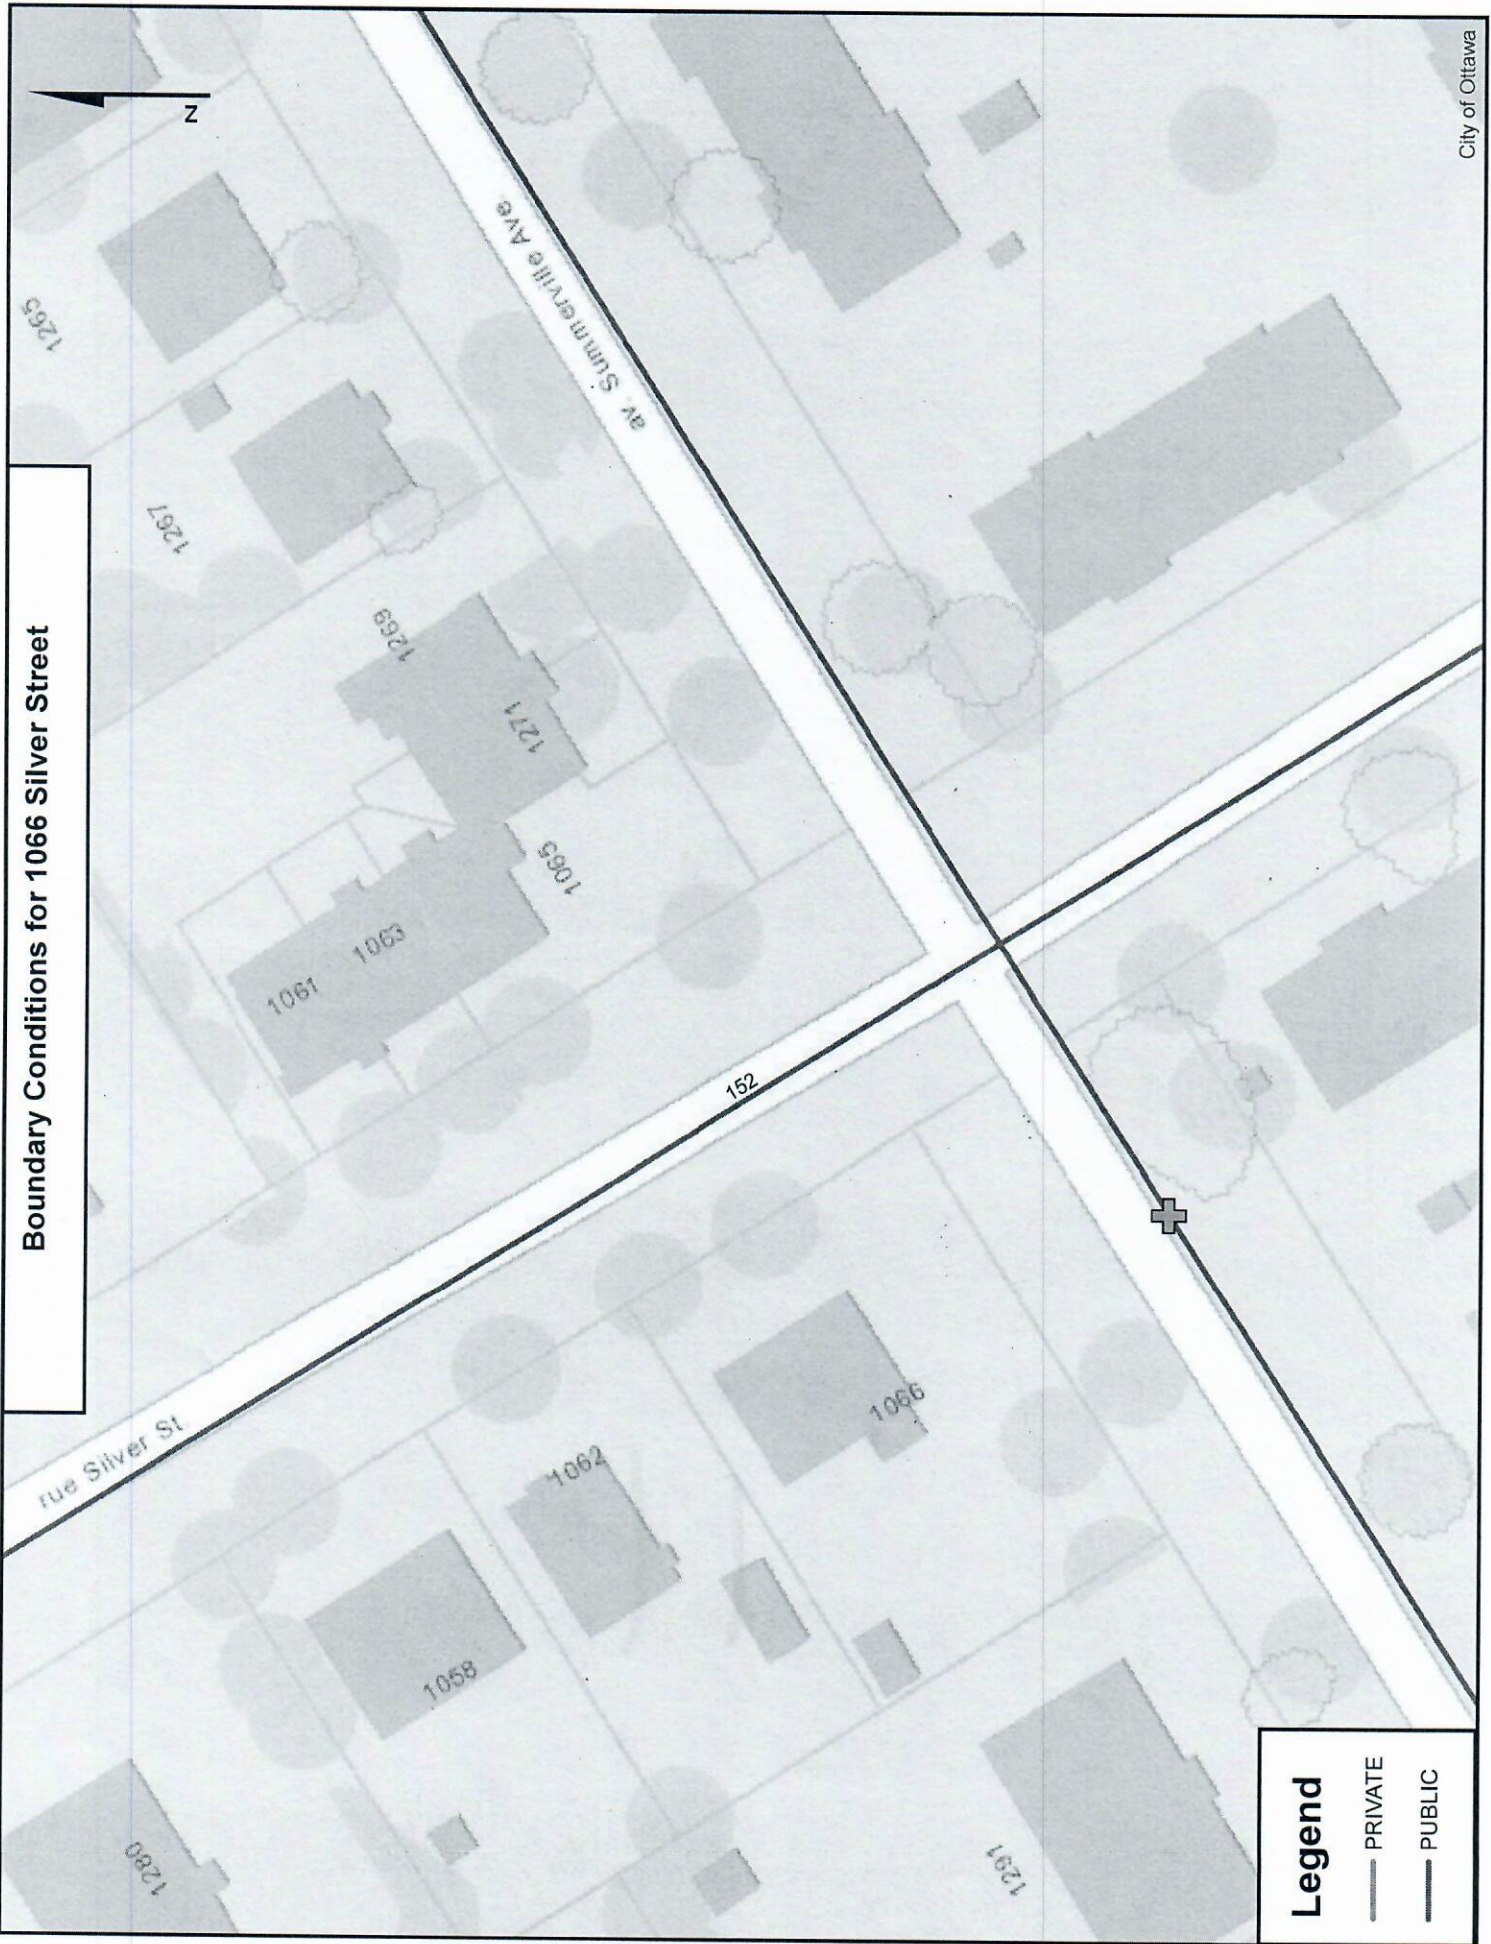 Boundary Conditions for 1066 Silver Street
N
City of Ottawa
1265
1267
1269
1271
1065
1063
1061
av. Summerville Ave.
152
rue Silver St.
1062
1066
1058
1280
1291
Legend
PRIVATE
PUBLIC